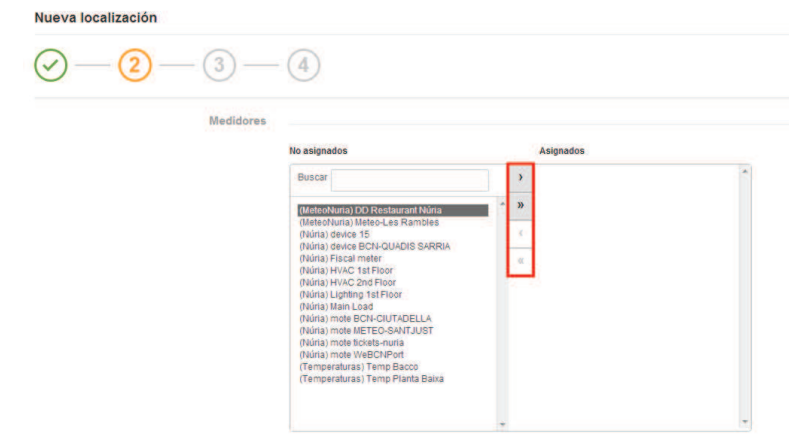 Nueva localización
2 3 4
Medidores
No asignados Asignados
Buscar › 
»
(MeteoNuria) DD Restaurant Núria
(MeteoNuria) Meteo-Les Rambles
‹
(Núria) device 15
(Núria) device BCN-QUADIS SARRIA
(Núria) Fiscal meter
«
(Núria) HVAC 1st Floor
(Núria) HVAC 2nd Floor
(Núria) Lighting 1st Floor
(Núria) Main Load
(Núria) mote BCN-CIUTADELLA
(Núria) mote METEO-SANTJUST
(Núria) mote tickets-nuria
(Núria) mote WeBCNPort
(Temperaturas) Temp Bacco
(Temperaturas) Temp Planta Baixa